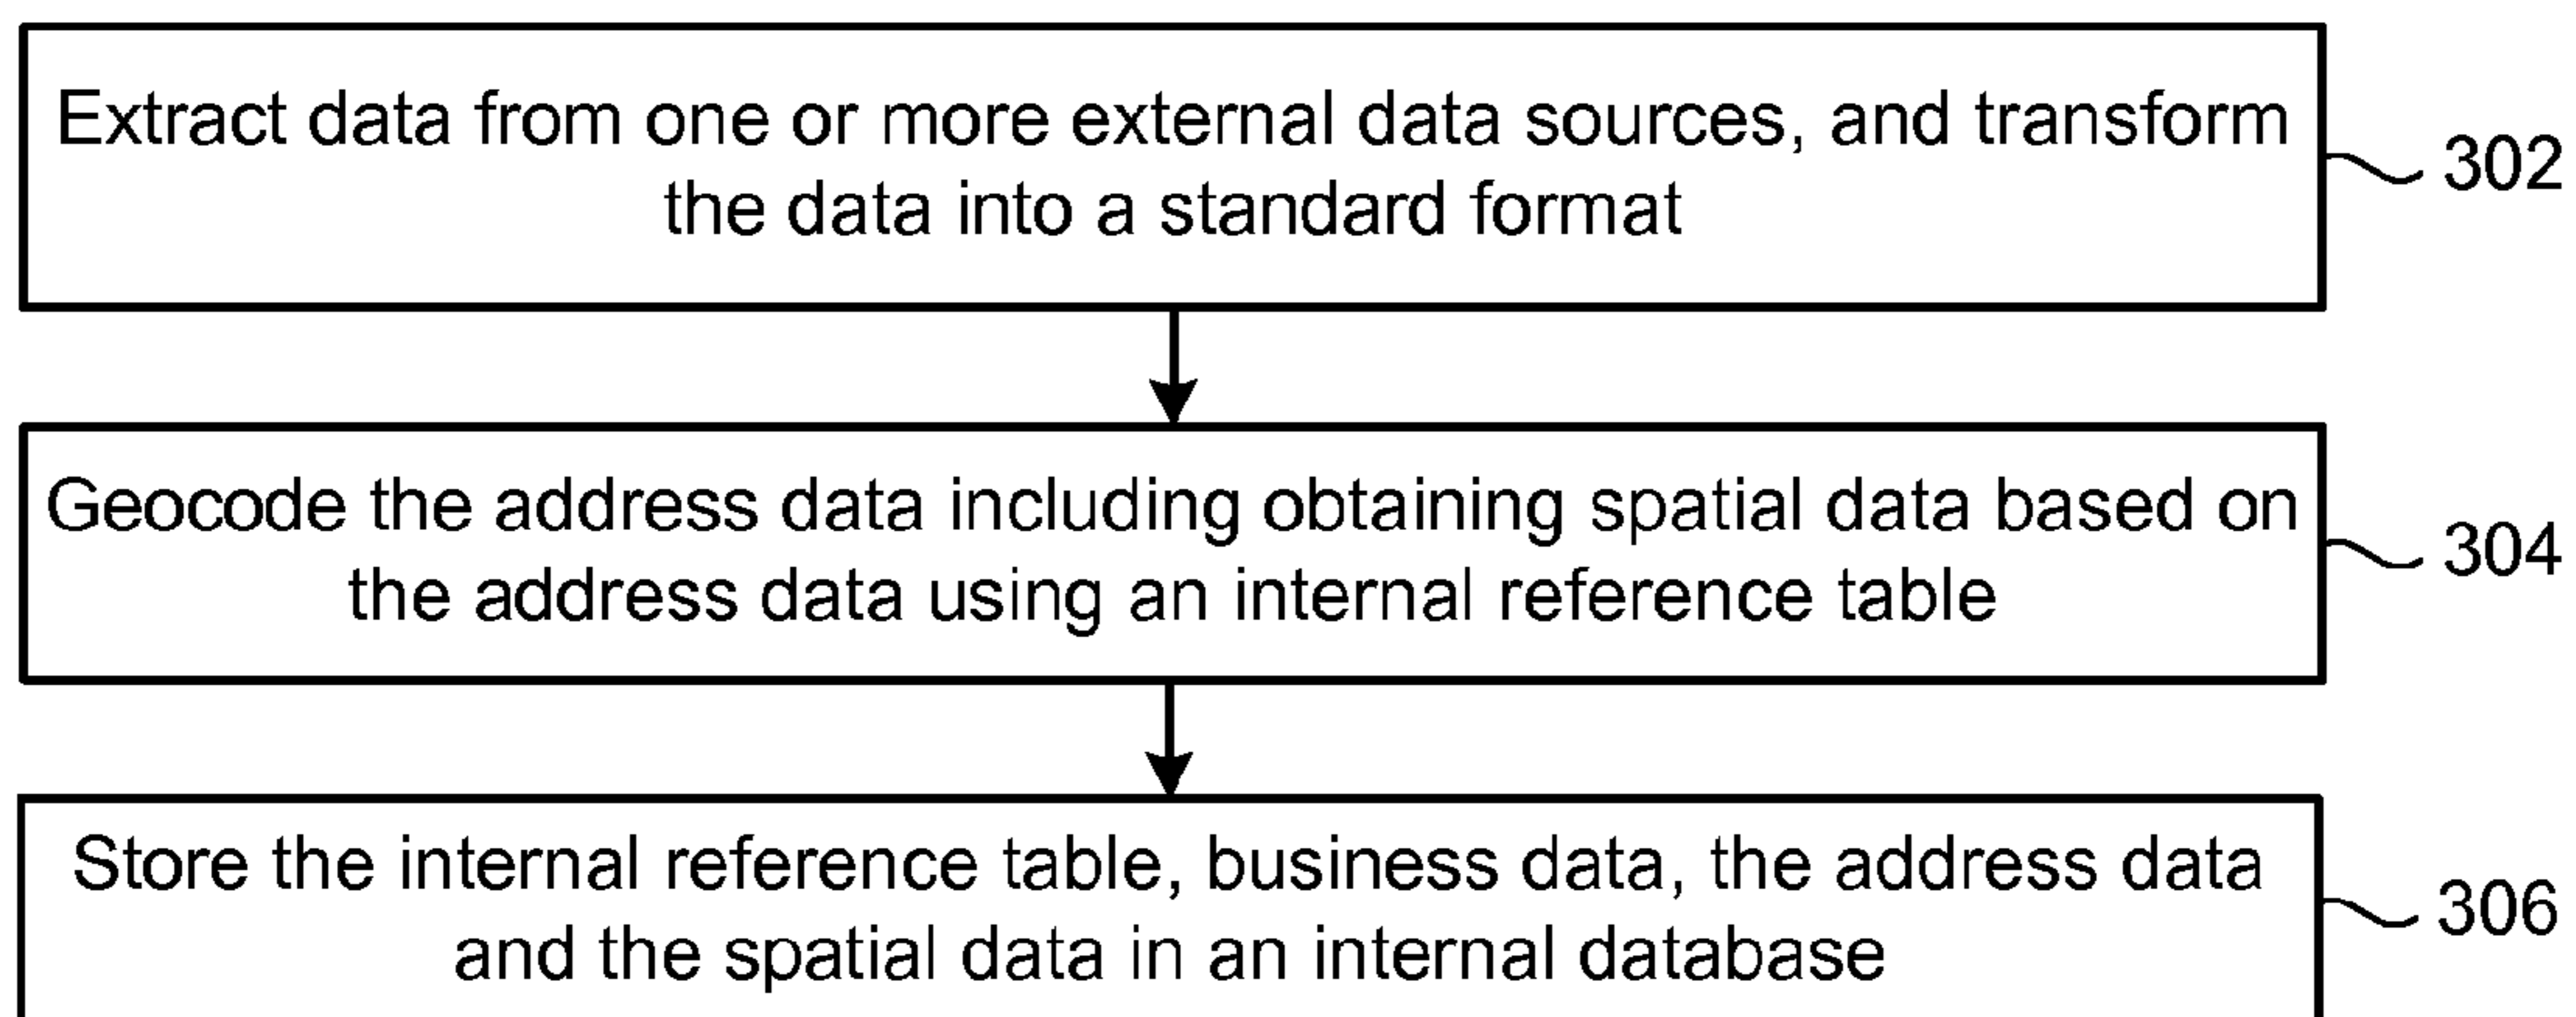 Extract data from one or more external data sources, and transform
the data into a standard format
302
Geocode the address data including obtaining spatial data based on
the address data using an internal reference table
304
Store the internal reference table, business data, the address data
and the spatial data in an internal database
306